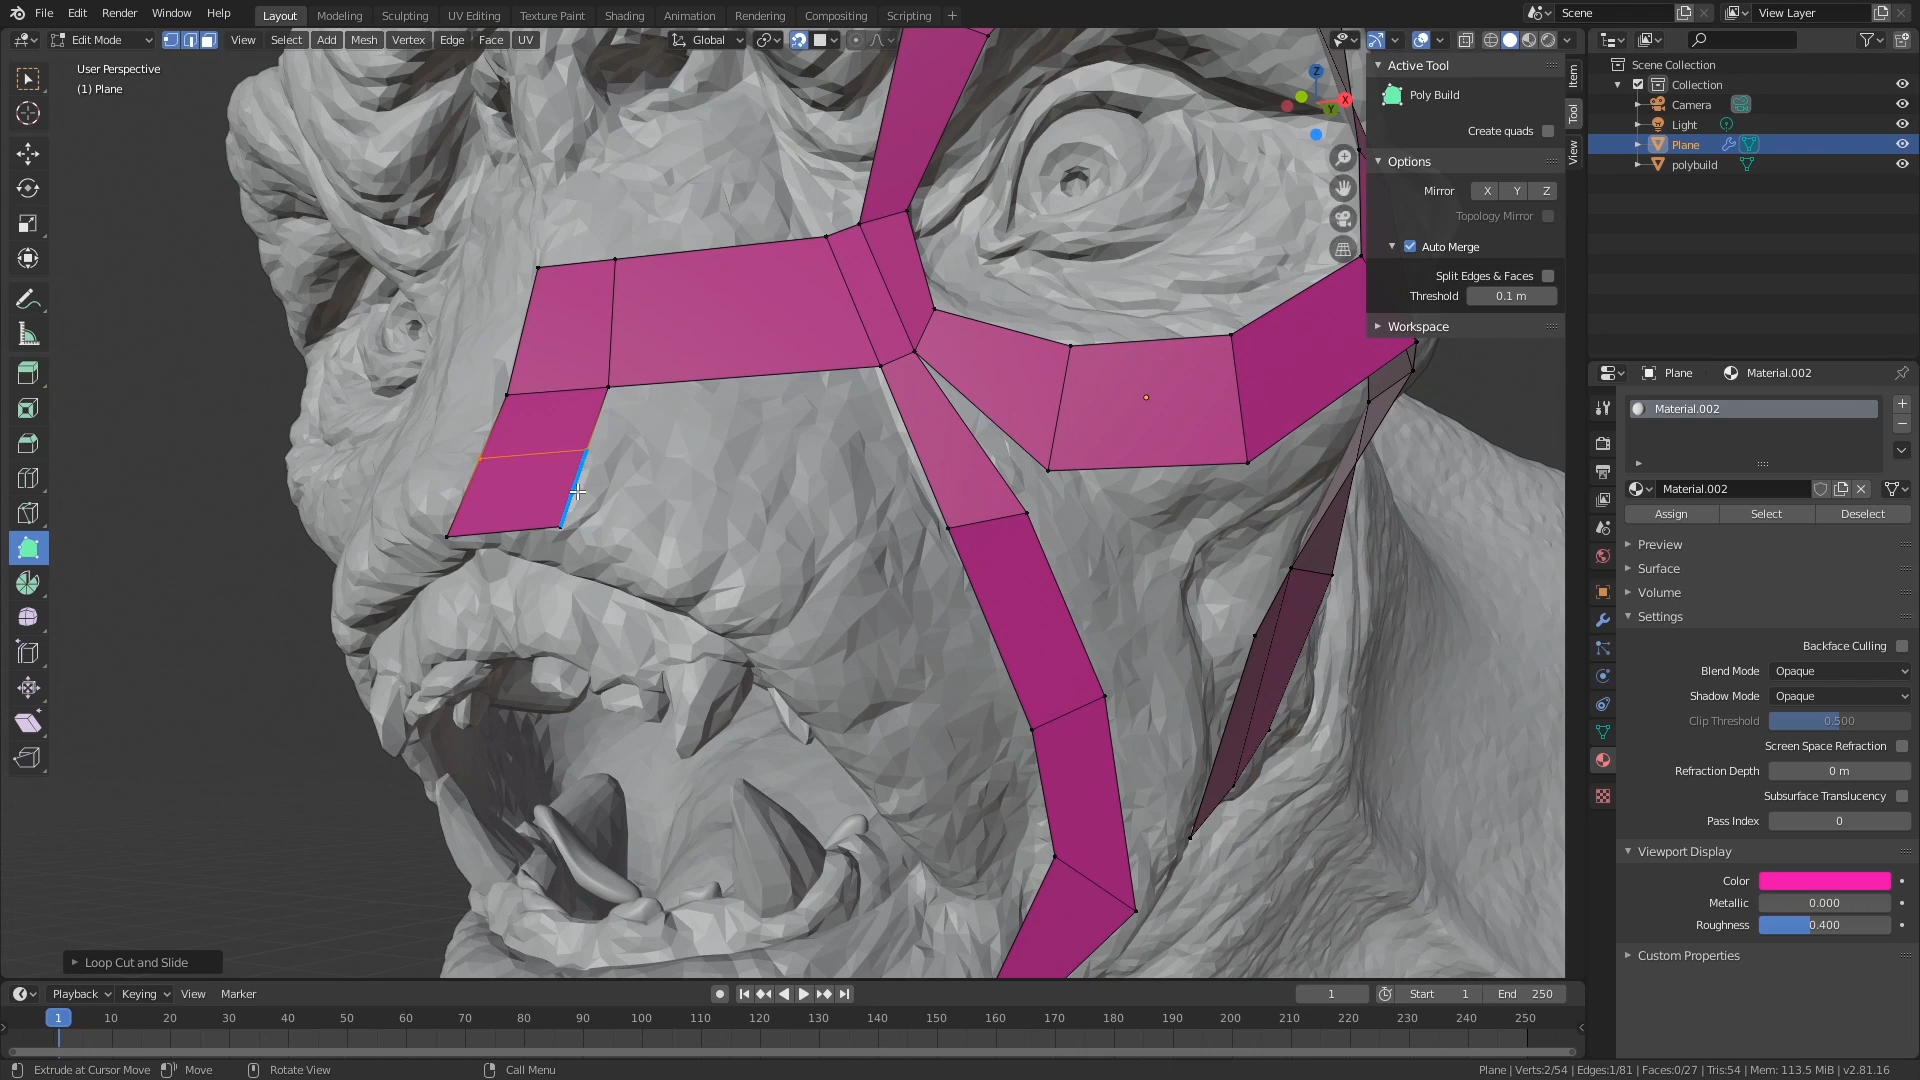 File Edit Render Window Help Layout Modeling Sculpting UV Editing Texture Paint Shading Animation Rendering Compositing Scripting + Scene View Layer
Edit Mode View Select Add Mesh Vertex Edge Face UV Global
User Perspective
(1) Plane
Z
X
Y
Active Tool
Poly Build
Create quads
Options
Mirror X Y Z
Topology Mirror
Auto Merge
Split Edges & Faces
Threshold 0.1 m
Workspace
Item
Tool
View
Scene Collection
Collection
Camera
Light
Plane
polybuild
Plane Material.002
Material.002
Material.002
Assign Select Deselect
Preview
Surface
Volume
Settings
Backface Culling
Blend Mode Opaque
Shadow Mode Opaque
Clip Threshold 0.500
Screen Space Refraction
Refraction Depth 0 m
Subsurface Translucency
Pass Index 0
Viewport Display
Color
Metallic 0.000
Roughness 0.400
Custom Properties
Loop Cut and Slide
Playback Keying View Marker 1 Start 1 End 250
1 10 20 30 40 50 60 70 80 90 100 110 120 130 140 150 160 170 180 190 200 210 220 230 240 250
Extrude at Cursor Move Move Rotate View Call Menu Plane | Verts:2/54 | Edges:1/81 | Faces:0/27 | Tris:54 | Mem: 113.5 MiB | v2.81.16